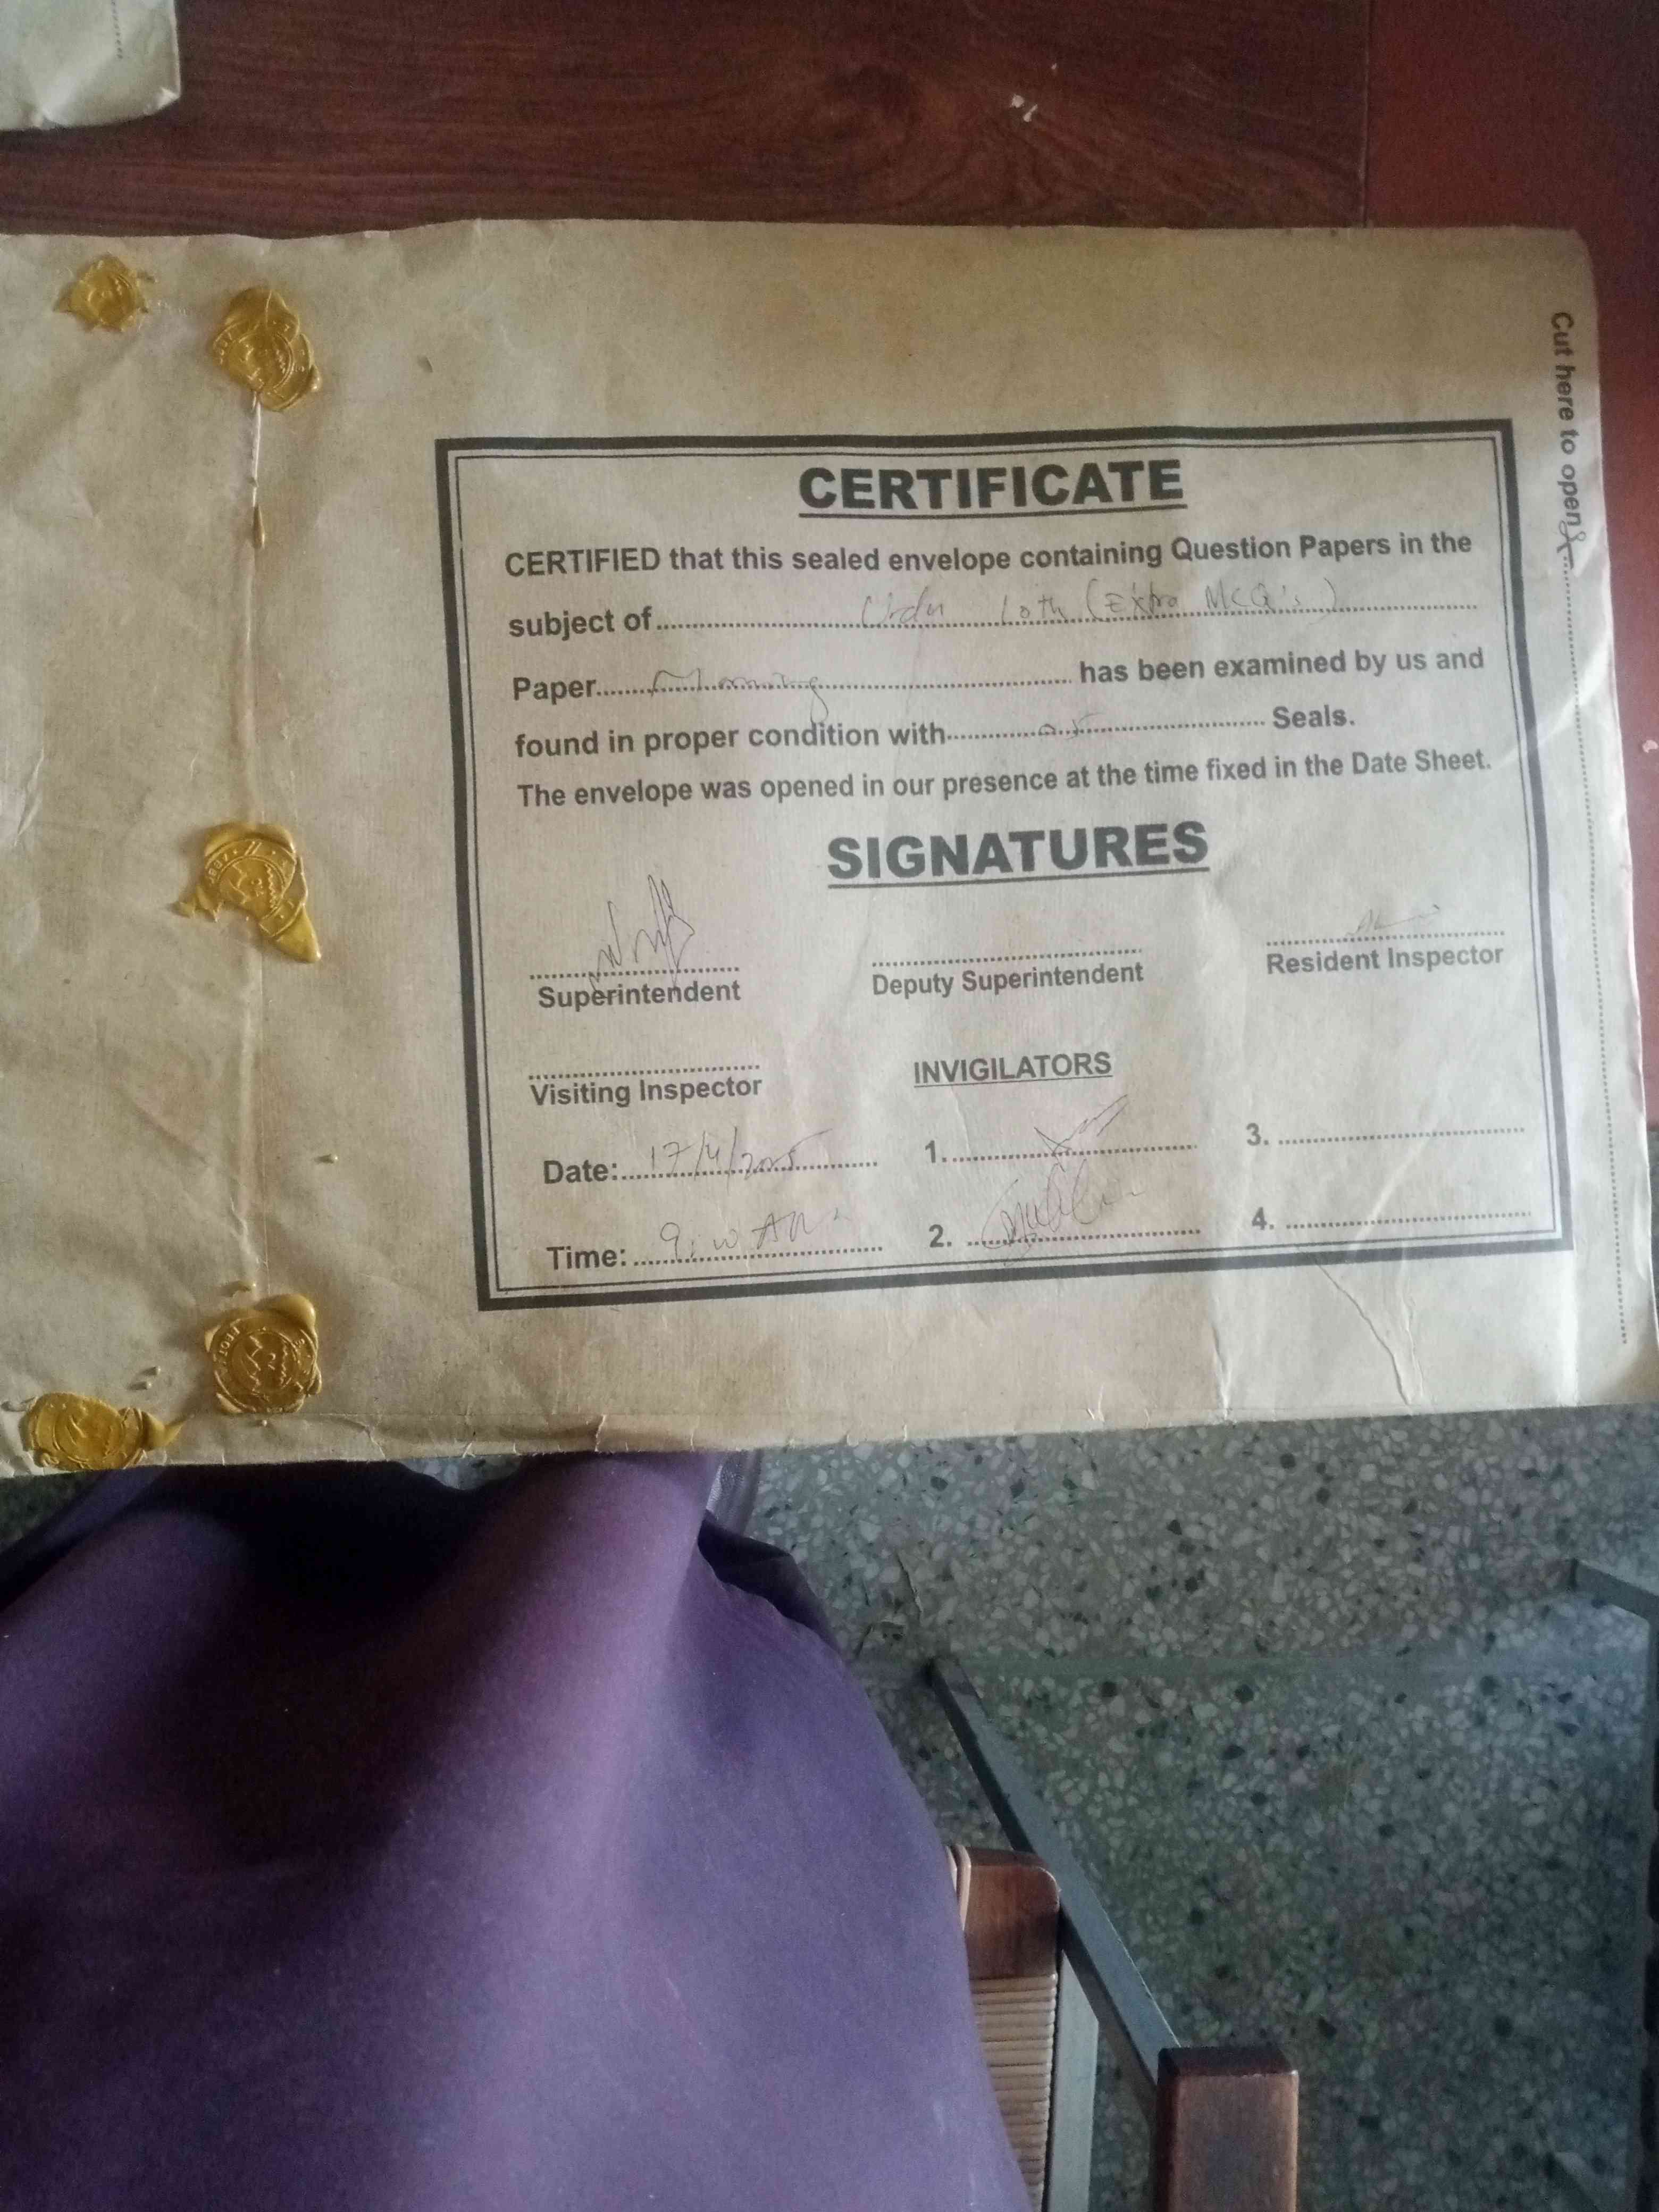 CERTIFICATE
CERTIFIED that this sealed envelope containing Question Papers in the
subject of Urdu 10th (Extra MCQ's)
Paper Morning has been examined by us and
found in proper condition with 05 Seals.
The envelope was opened in our presence at the time fixed in the Date Sheet.
SIGNATURES
Superintendent Deputy Superintendent Resident Inspector
Visiting Inspector INVIGILATORS
Date: 17/4/2025 1. 3.
Time: AM 2. 4.
Cut here to open